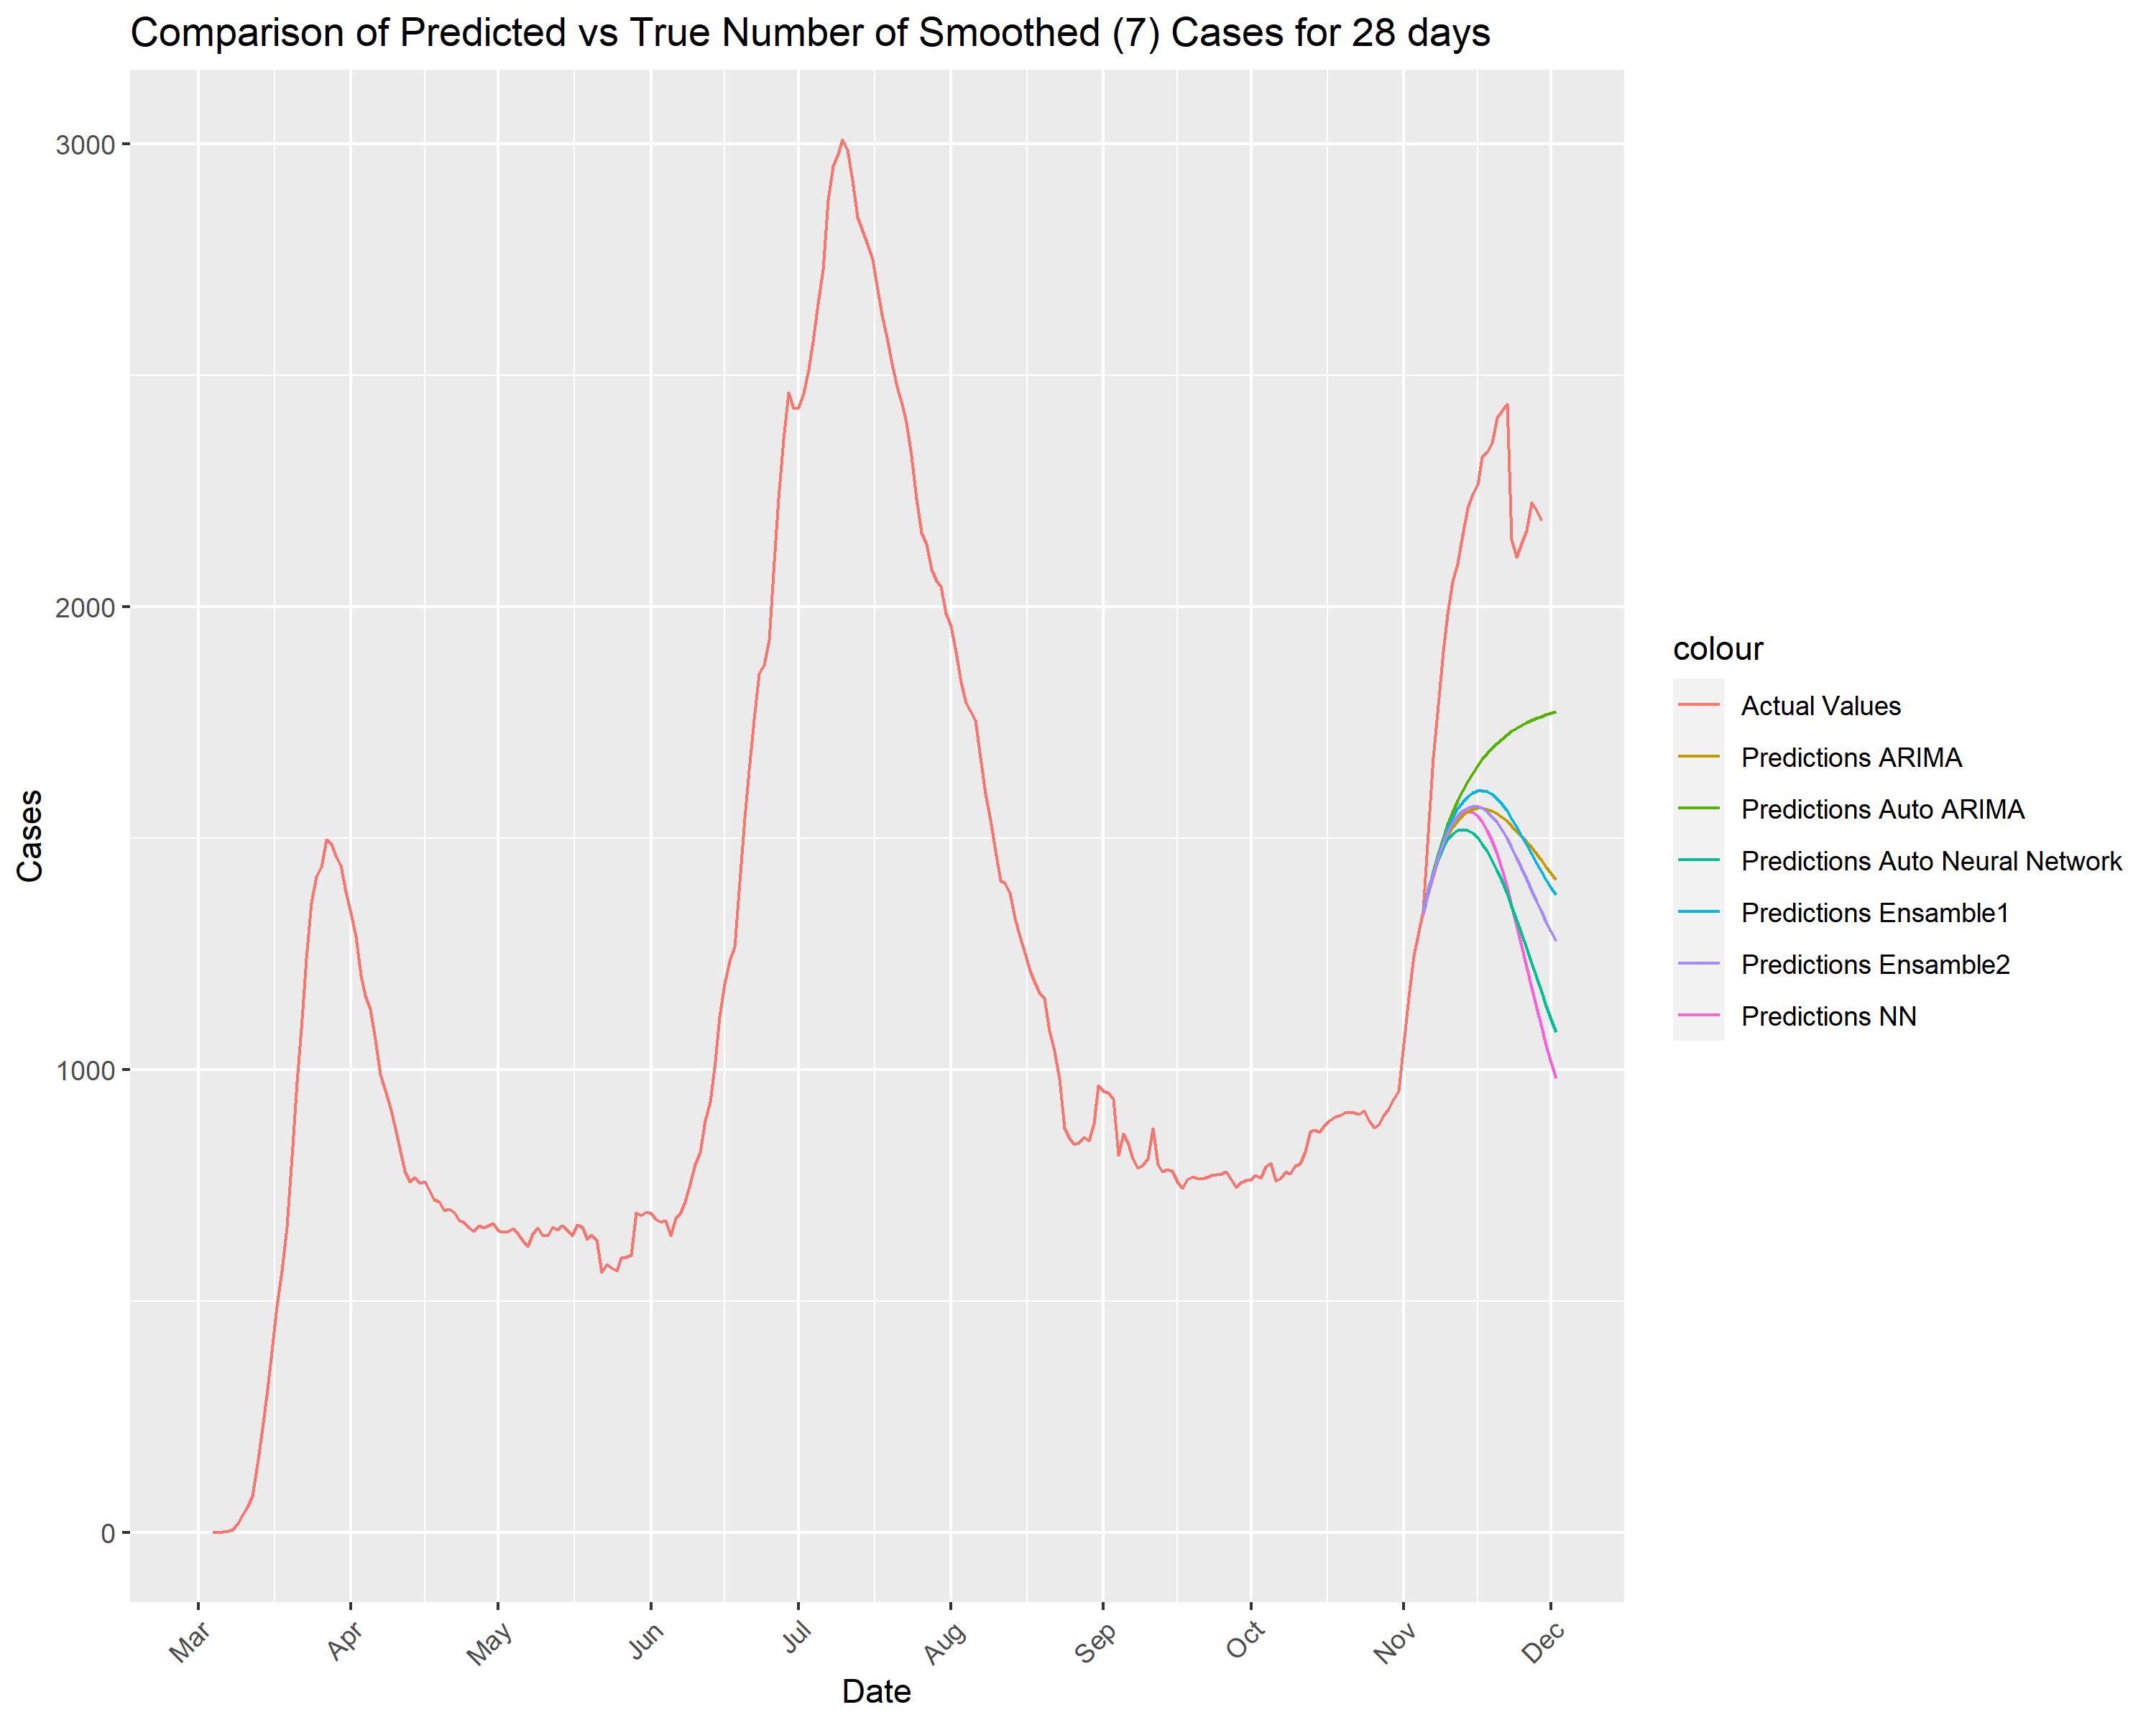 Comparison of Predicted vs True Number of Smoothed (7) Cases for 28 days
3000
2000
1000
0
Cases
Mar
Apr
May
Jun
Jul
Aug
Sep
Oct
Nov
Dec
Date
colour
Actual Values
Predictions ARIMA
Predictions Auto ARIMA
Predictions Auto Neural Network
Predictions Ensamble1
Predictions Ensamble2
Predictions NN